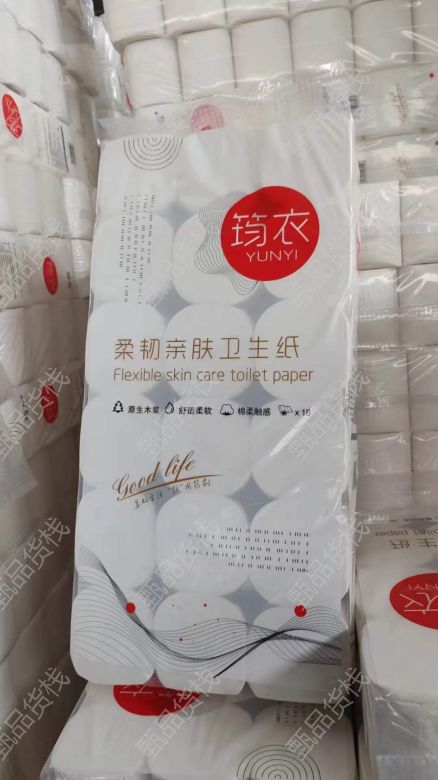 筠衣
YUNYI
柔韧亲肤卫生纸
Flexible skin care toilet paper
原生木浆 舒适柔软 棉柔触感 x 18
Good life
甄品货栈